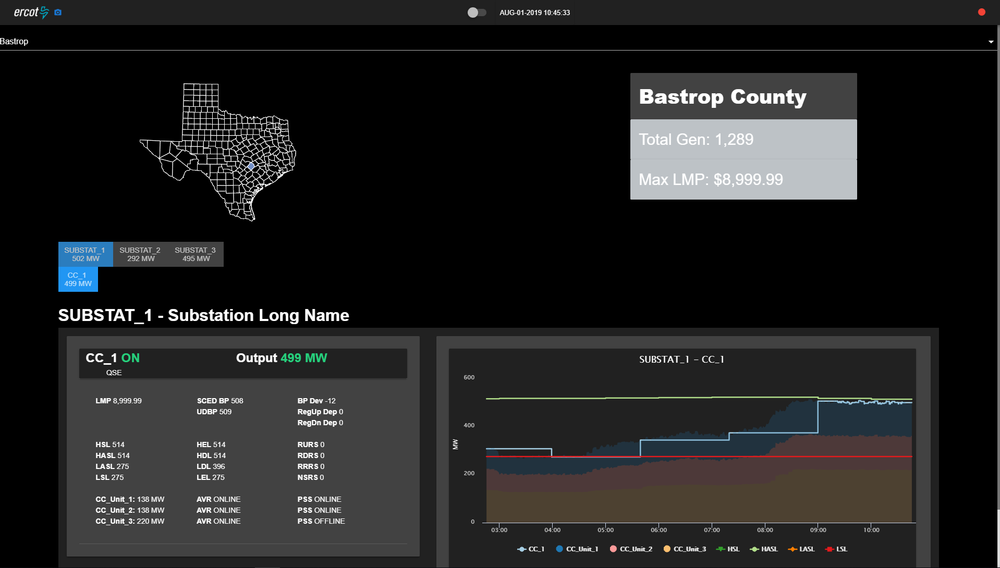 ercot
AUG-01-2019 10:45:33
Bastrop
Bastrop County
Total Gen: 1,289
Max LMP: $8,999.99
SUBSTAT_1 SUBSTAT_2 SUBSTAT_3
502 MW 292 MW 495 MW
CC_1
499 MW
SUBSTAT_1 - Substation Long Name
CC_1 ON Output 499 MW
QSE
LMP 8,999.99 SCED BP 508 BP Dev -12
UDBP 509 RegUp Dep 0
RegDn Dep 0
HSL 514 HEL 514 RURS 0
HASL 514 HDL 514 RDRS 0
LASL 275 LDL 396 RRRS 0
LSL 275 LEL 275 NSRS 0
CC_Unit_1: 138 MW AVR ONLINE PSS ONLINE
CC_Unit_2: 138 MW AVR ONLINE PSS ONLINE
CC_Unit_3: 220 MW AVR ONLINE PSS OFFLINE
SUBSTAT_1 - CC_1
600
400
MW
200
0
03:00 04:00 05:00 06:00 07:00 08:00 09:00 10:00
CC_1 CC_Unit_1 CC_Unit_2 CC_Unit_3 HSL HASL LASL LSL